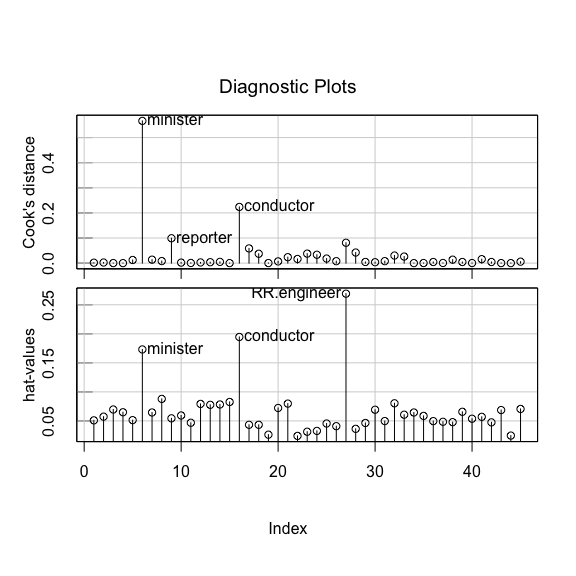 Diagnostic Plots
Cook's distance
0.0 0.2 0.4
minister
reporter
conductor
hat-values
0.05 0.15 0.25
RR.engineer
minister
conductor
0 10 20 30 40
Index